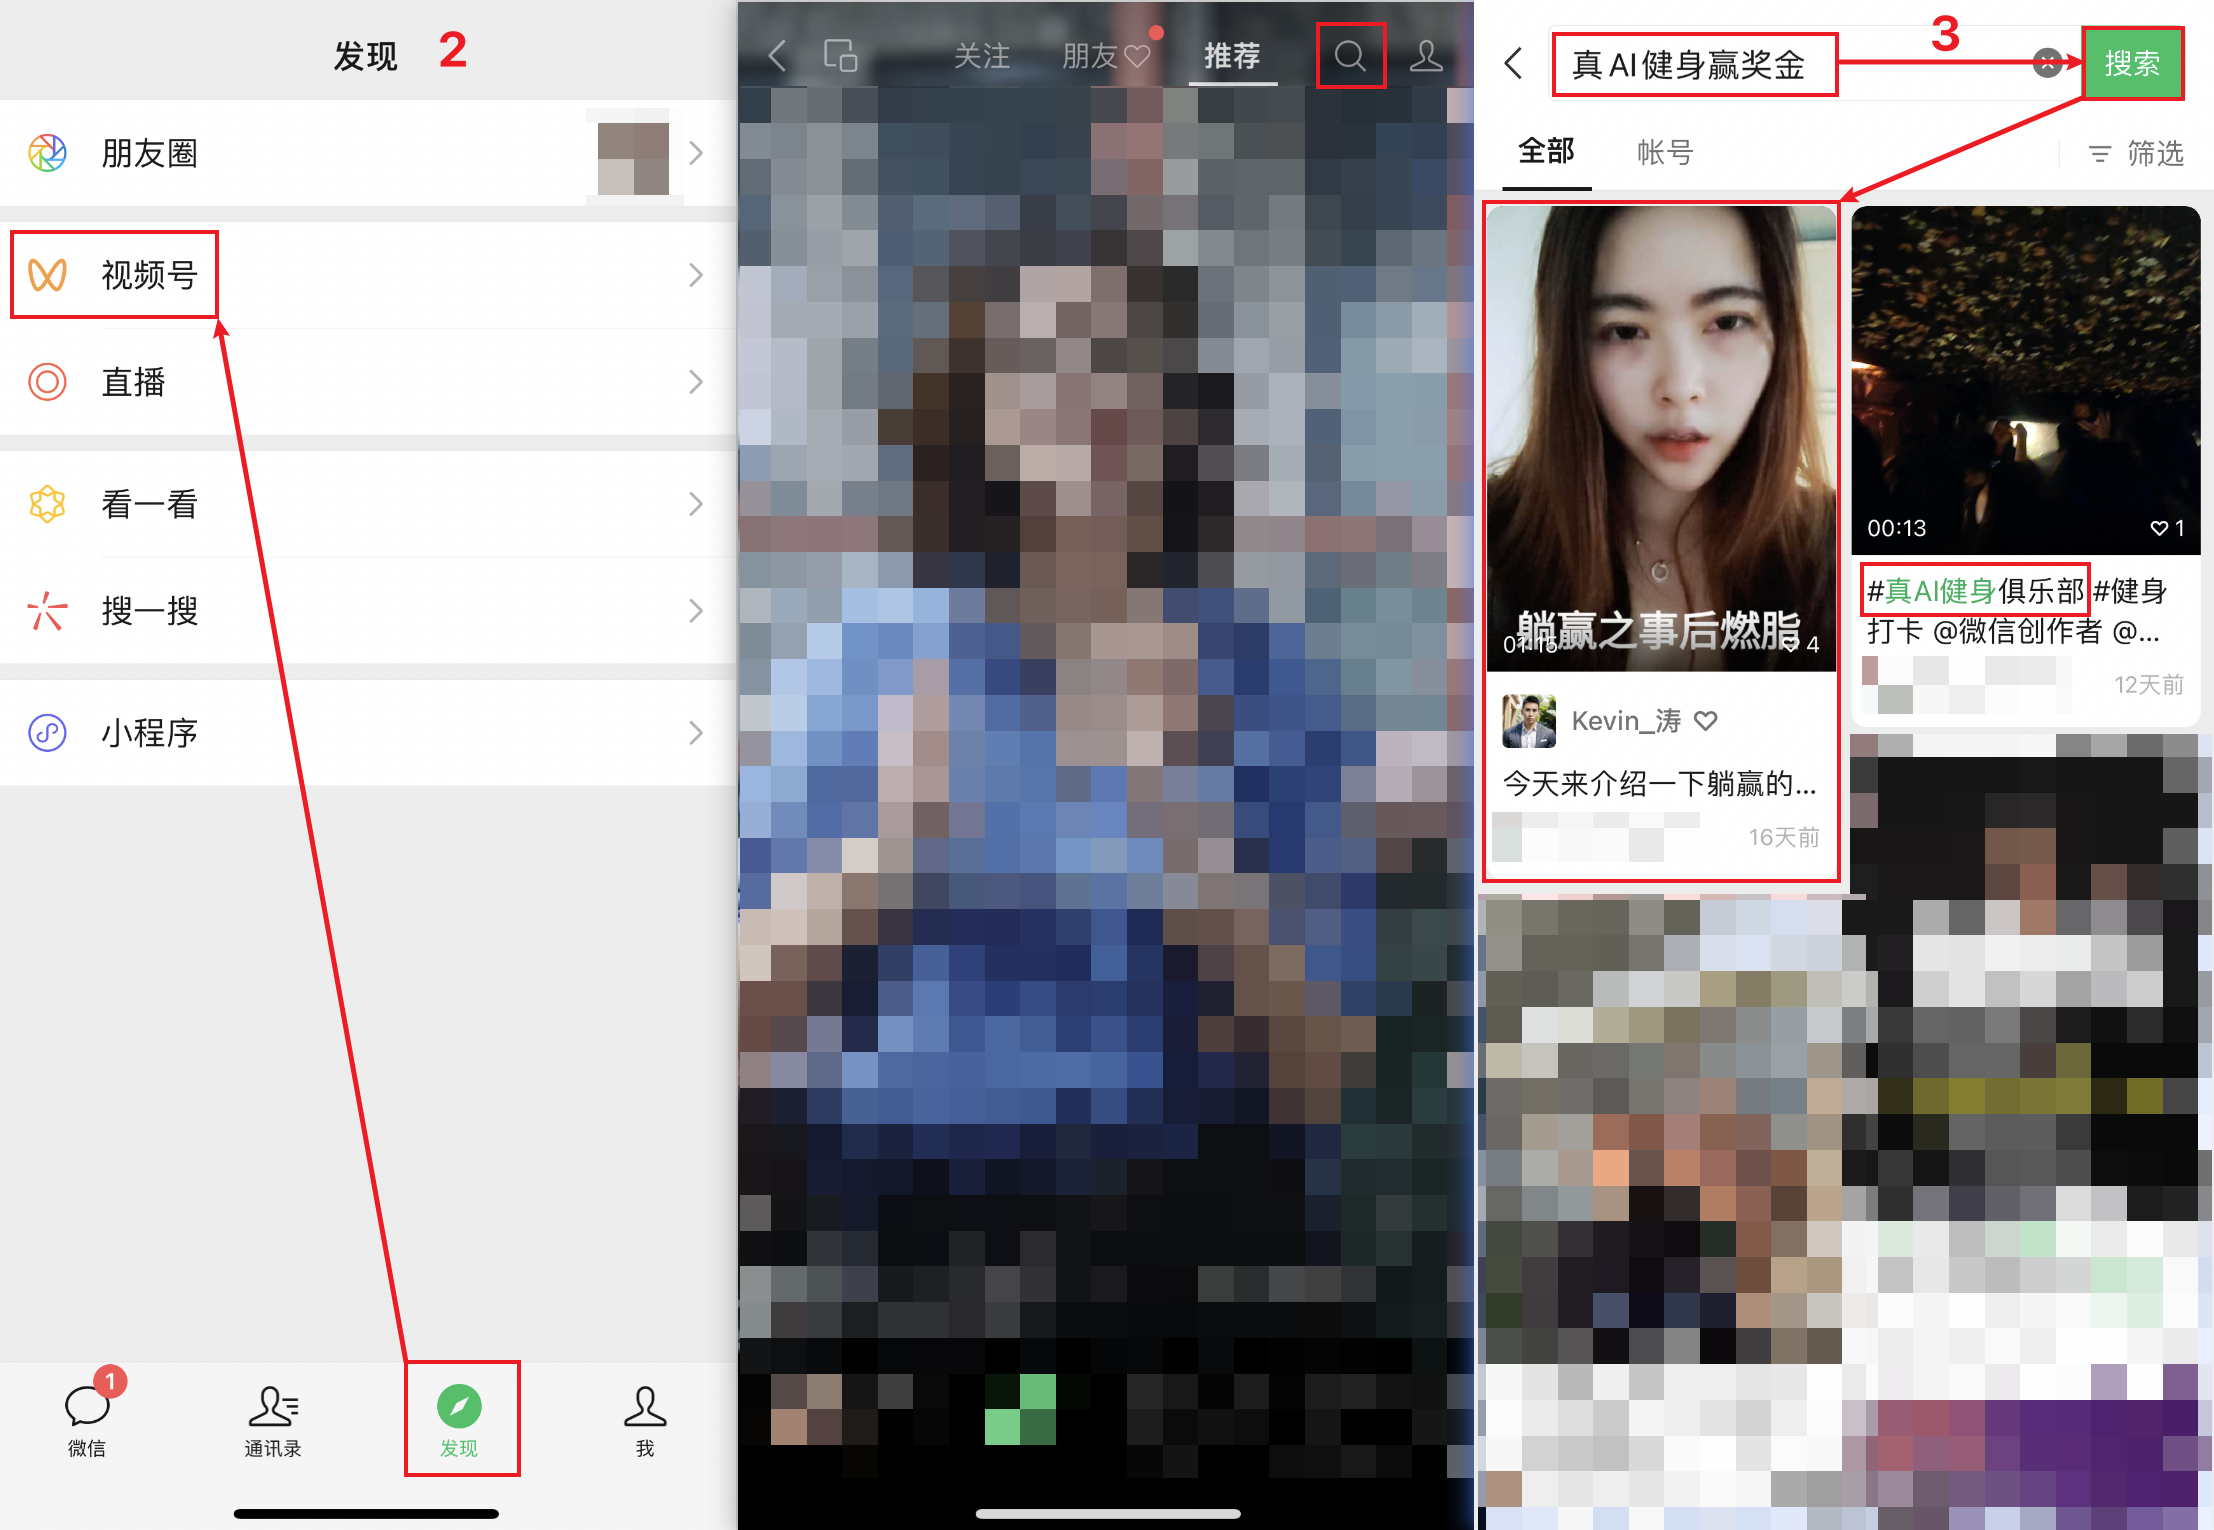 发现 2
朋友圈
视频号
直播
看一看
搜一搜
小程序
1
微信
通讯录
发现
我
关注
朋友
推荐
真AI健身赢奖金
3
搜索
全部
帐号
筛选
躺赢之事后燃脂
01:15
4
Kevin_涛
今天来介绍一下躺赢的...
16天前
00:13
1
#真AI健身俱乐部 #健身
打卡 @微信创作者 @...
12天前